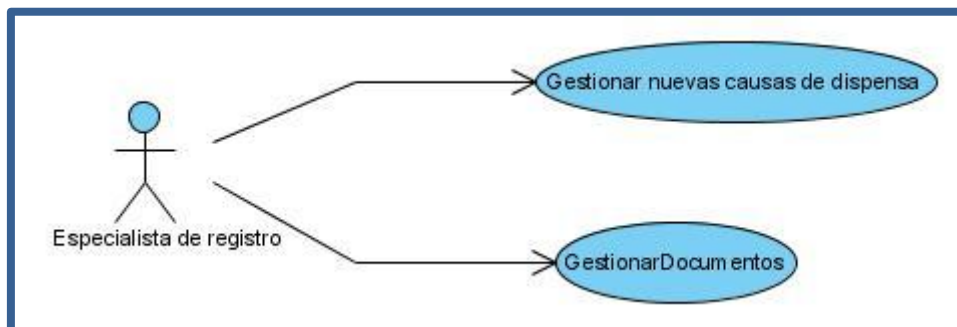 Gestionar nuevas causas de dispensa
Especialista de registro
GestionarDocumentos